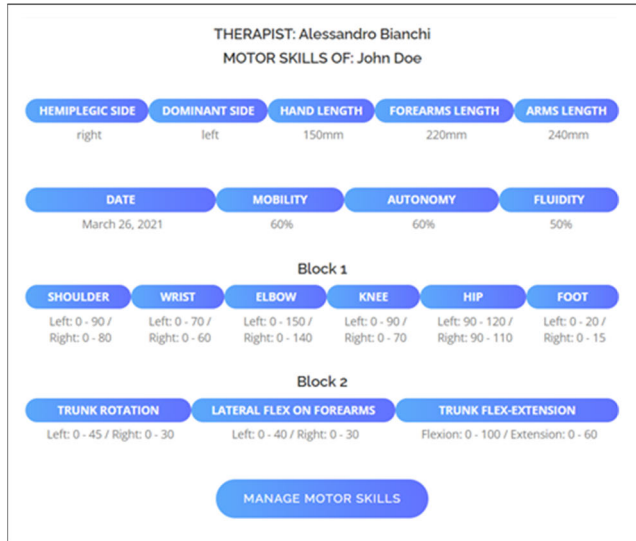 THERAPIST: Alessandro Bianchi
MOTOR SKILLS OF: John Doe
HEMIPLEGIC SIDE DOMINANT SIDE HAND LENGTH FOREARMS LENGTH ARMS LENGTH
right left 150mm 220mm 240mm
DATE MOBILITY AUTONOMY FLUIDITY
March 26, 2021 60% 60% 50%
Block 1
SHOULDER WRIST ELBOW KNEE HIP FOOT
Left: 0 - 90 / Left: 0 - 70 / Left: 0 - 150 / Left: 0 - 90 / Left: 90 - 120 / Left: 0 - 20 /
Right: 0 - 80 Right: 0 - 60 Right: 0 - 140 Right: 0 - 70 Right: 90 - 110 Right: 0 - 15
Block 2
TRUNK ROTATION LATERAL FLEX ON FOREARMS TRUNK FLEX-EXTENSION
Left: 0 - 45 / Right: 0 - 30 Left: 0 - 40 / Right: 0 - 30 Flexion: 0 - 100 / Extension: 0 - 60
MANAGE MOTOR SKILLS